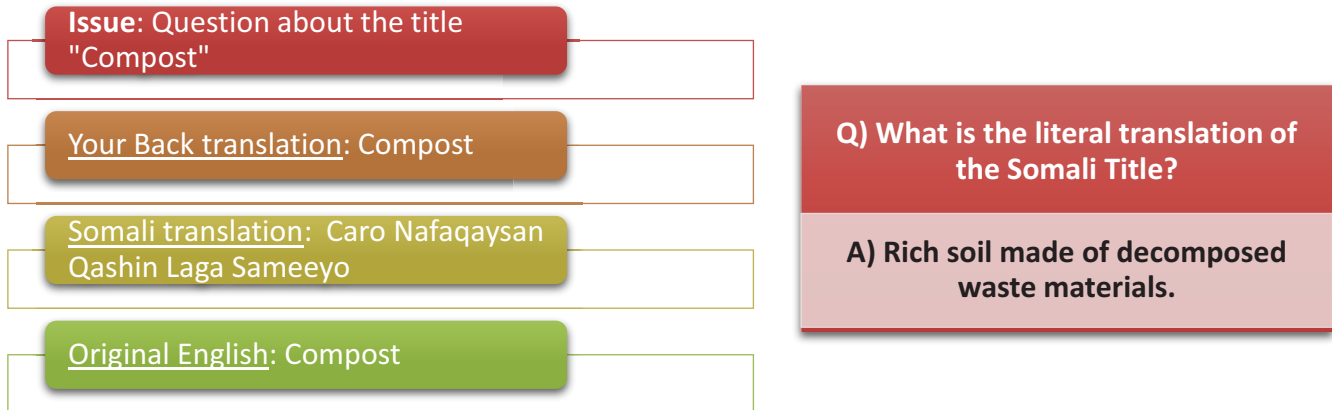 Issue: Question about the title
"Compost"
Your Back translation: Compost
Somali translation: Caro Nafaqaysan
Qashin Laga Sameeyo
Original English: Compost
Q) What is the literal translation of
the Somali Title?
A) Rich soil made of decomposed
waste materials.